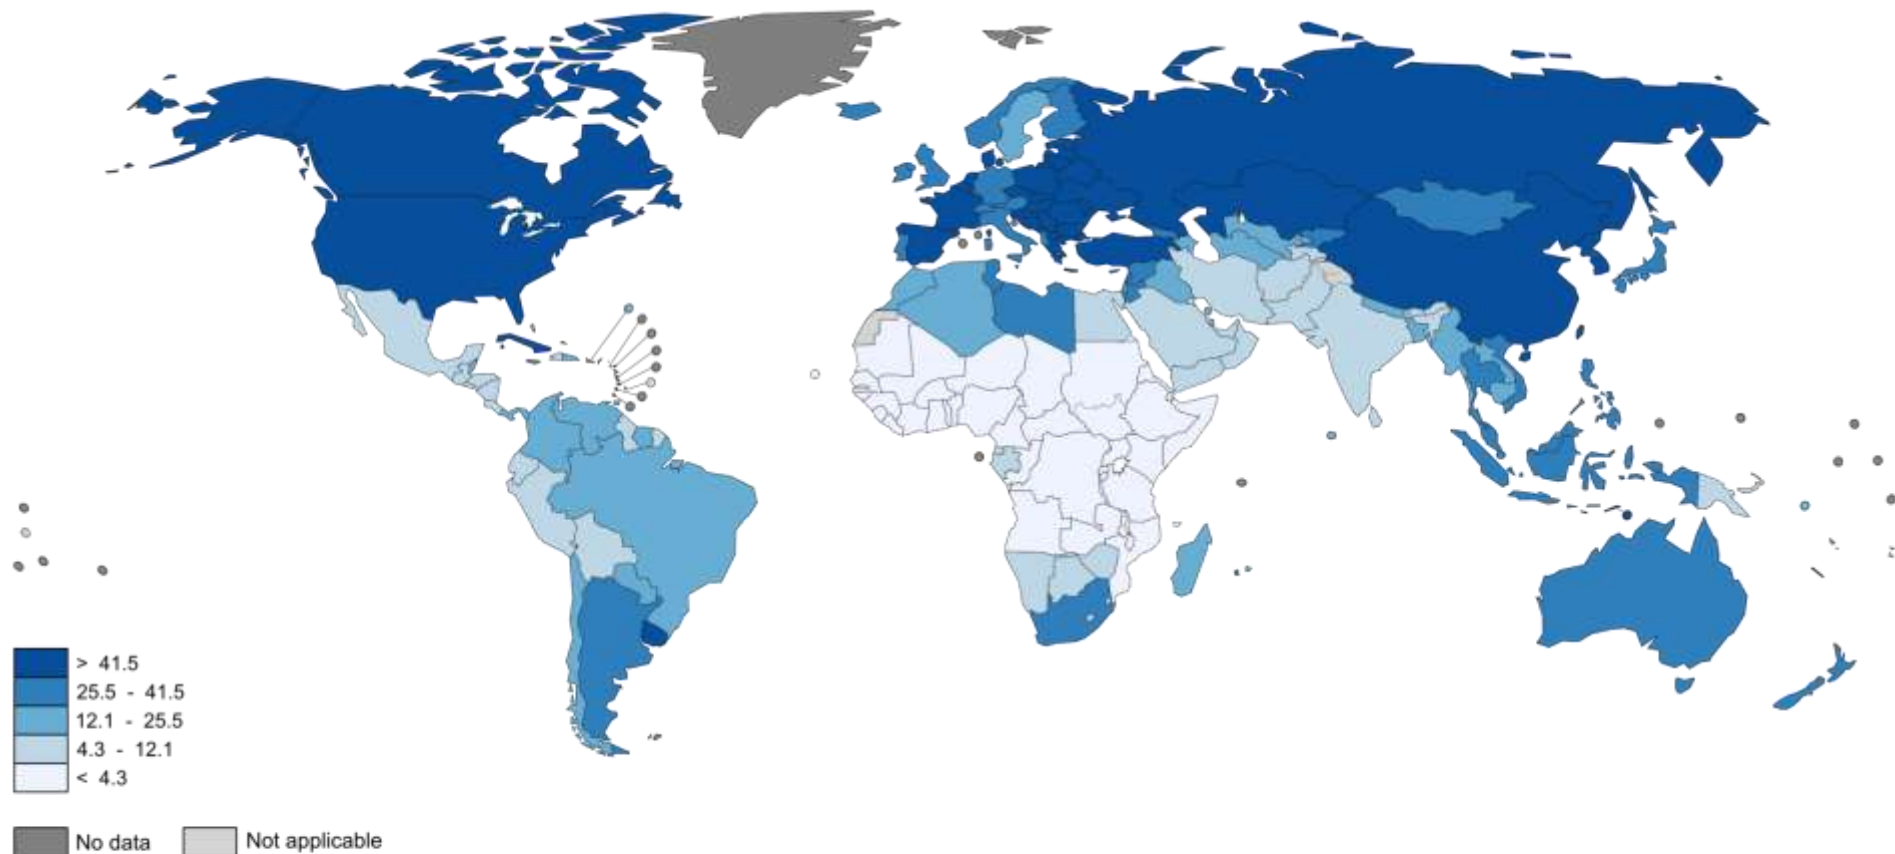 > 41.5
25.5 - 41.5
12.1 - 25.5
4.3 - 12.1
< 4.3
No data
Not applicable